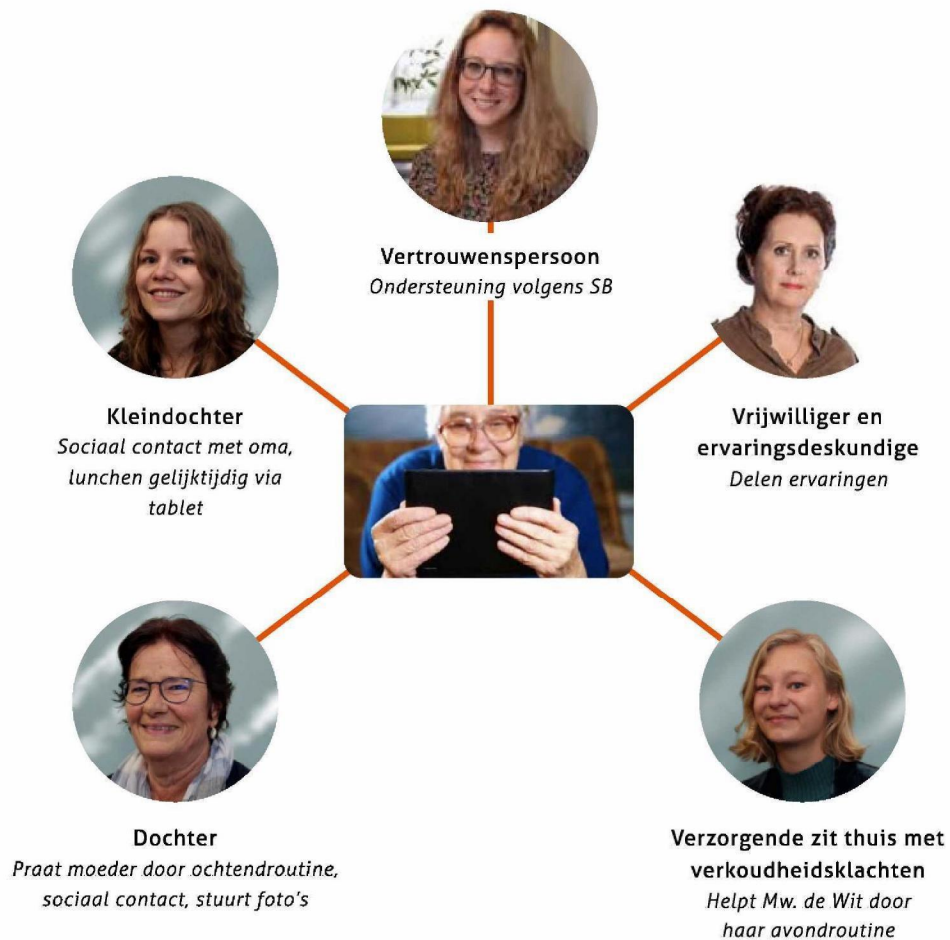 Vertrouwenspersoon
Ondersteuning volgens SB
Kleindochter
Sociaal contact met oma,
lunchen gelijktijdig via
tablet
Vrijwilliger en
ervaringsdeskundige
Delen ervaringen
Dochter
Praat moeder door ochtendroutine,
sociaal contact, stuurt foto's
Verzorgende zit thuis met
verkoudheidsklachten
Helpt Mw. de Wit door
haar avondroutine